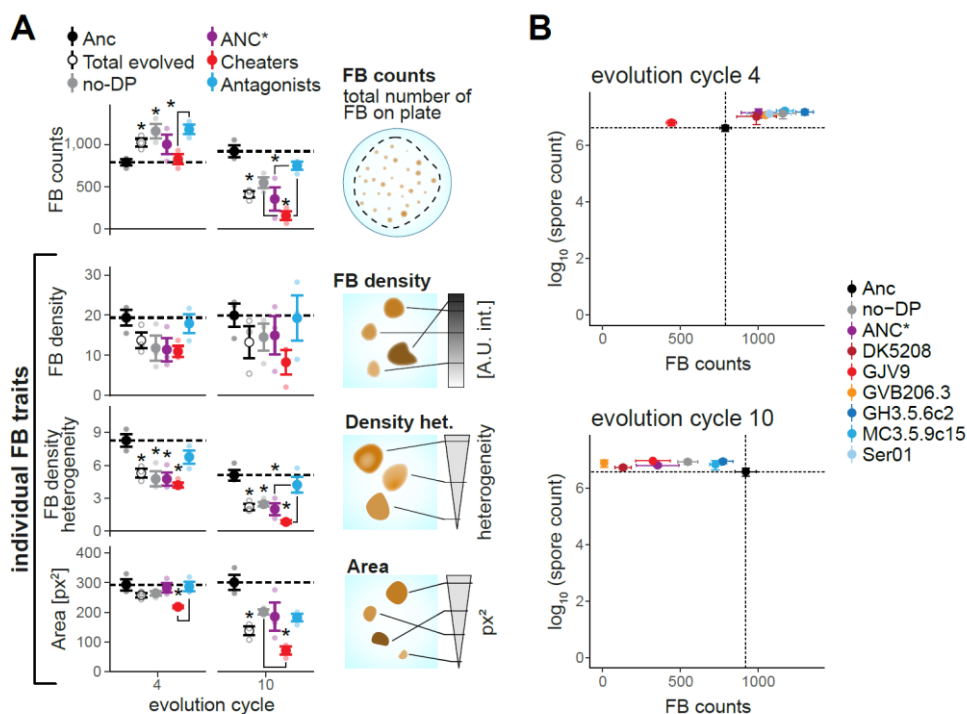 A
Anc
Total evolved
no-DP
ANC*
Cheaters
Antagonists
FB counts
total number of
FB on plate
FB counts
1,000
500
0
* * * *
* * * *
individual FB traits
FB density
30
20
10
0
FB density
[A.U. int.]
FB density
heterogeneity
9
6
3
0
* * * *
* * * *
Density het.
heterogeneity
Area [px²]
400
300
200
100
0
*
* *
Area
px²
4
10
evolution cycle
B
evolution cycle 4
log10 (spore count)
6
4
2
0
0
500
1000
FB counts
Anc
no-DP
ANC*
DK5208
GJV9
GVB206.3
GH3.5.6c2
MC3.5.9c15
Ser01
evolution cycle 10
log10 (spore count)
6
4
2
0
0
500
1000
FB counts